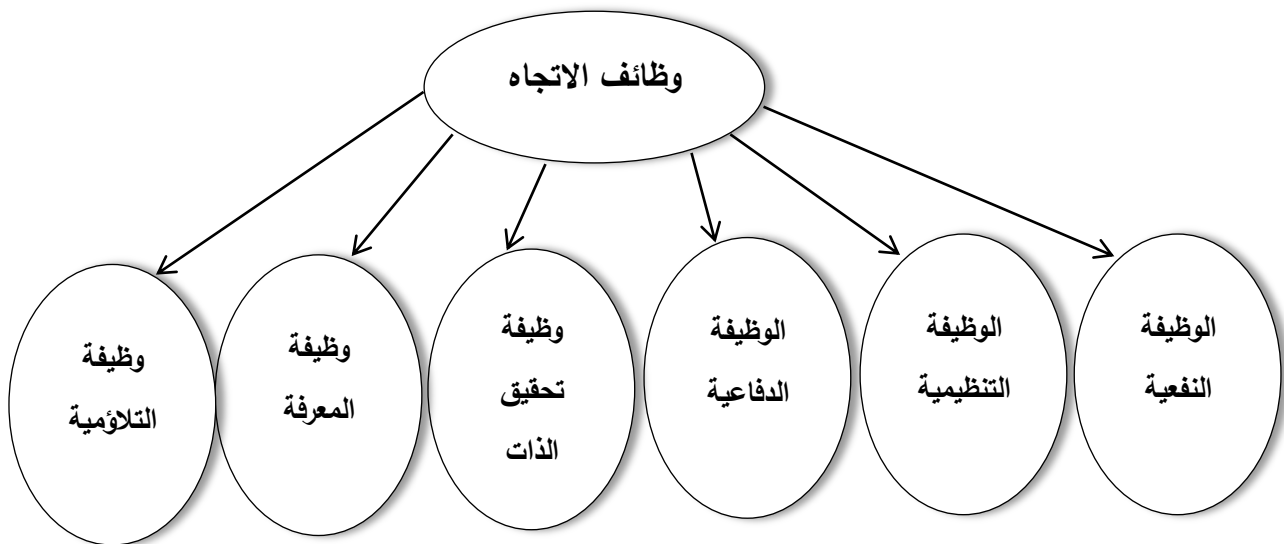 وظائف الاتجاه
الوظيفة
النفعية
الوظيفة
التنظيمية
الوظيفة
الدفاعية
وظيفة
تحقيق
الذات
وظيفة
المعرفة
وظيفة
التلاؤمية